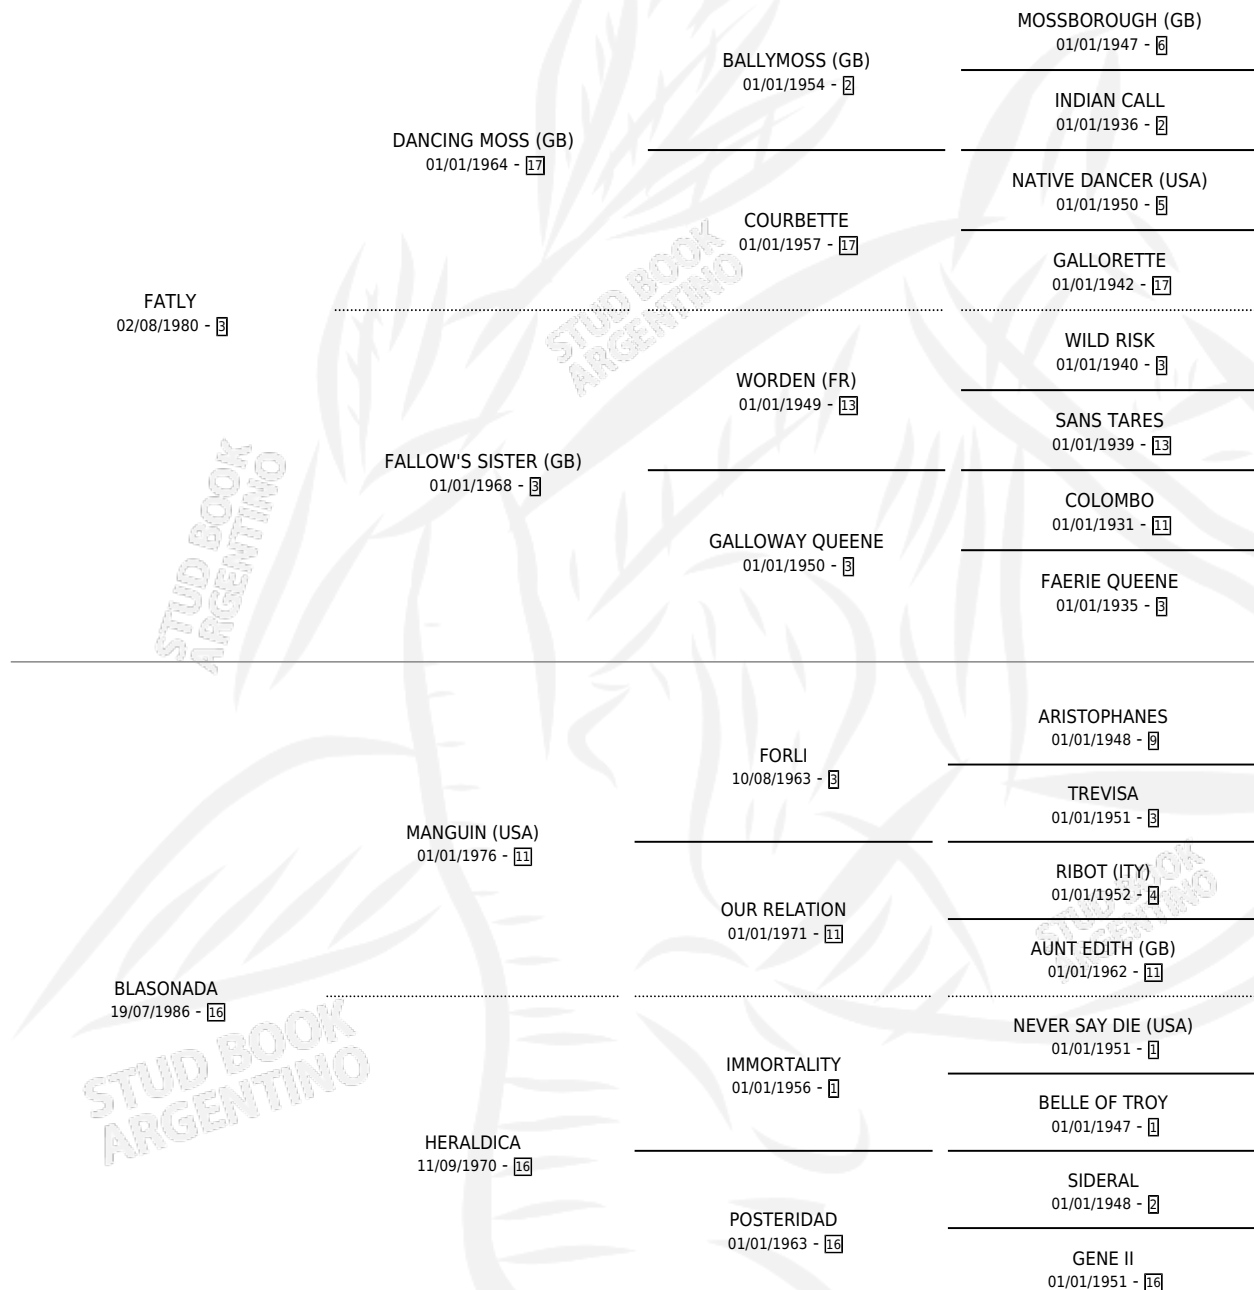 MOSSBOROUGH (GB)
01/01/1947 - 6
BALLYMOSS (GB)
01/01/1954 - 2
INDIAN CALL
01/01/1936 - 2
DANCING MOSS (GB)
01/01/1964 - 17
NATIVE DANCER (USA)
01/01/1950 - 5
COURBETTE
01/01/1957 - 17
GALLORETTE
01/01/1942 - 17
FATLY
02/08/1980 - 3
WILD RISK
01/01/1940 - 3
WORDEN (FR)
01/01/1949 - 13
SANS TARES
01/01/1939 - 13
FALLOW'S SISTER (GB)
01/01/1968 - 3
COLOMBO
01/01/1931 - 11
GALLOWAY QUEENE
01/01/1950 - 3
FAERIE QUEENE
01/01/1935 - 3
ARISTOPHANES
01/01/1948 - 9
FORLI
10/08/1963 - 3
TREVISA
01/01/1951 - 3
MANGUIN (USA)
01/01/1976 - 11
RIBOT (ITY)
01/01/1952 - 4
OUR RELATION
01/01/1971 - 11
AUNT EDITH (GB)
01/01/1962 - 11
BLASONADA
19/07/1986 - 16
NEVER SAY DIE (USA)
01/01/1951 - 1
IMMORTALITY
01/01/1956 - 1
BELLE OF TROY
01/01/1947 - 1
HERALDICA
11/09/1970 - 16
SIDERAL
01/01/1948 - 2
POSTERIDAD
01/01/1963 - 16
GENE II
01/01/1951 - 16
STUD BOOK
ARGENTINO
STUD BOOK
ARGENTINO
STUD BOOK
ARGENTINO
STUD BOOK
ARGENTINO